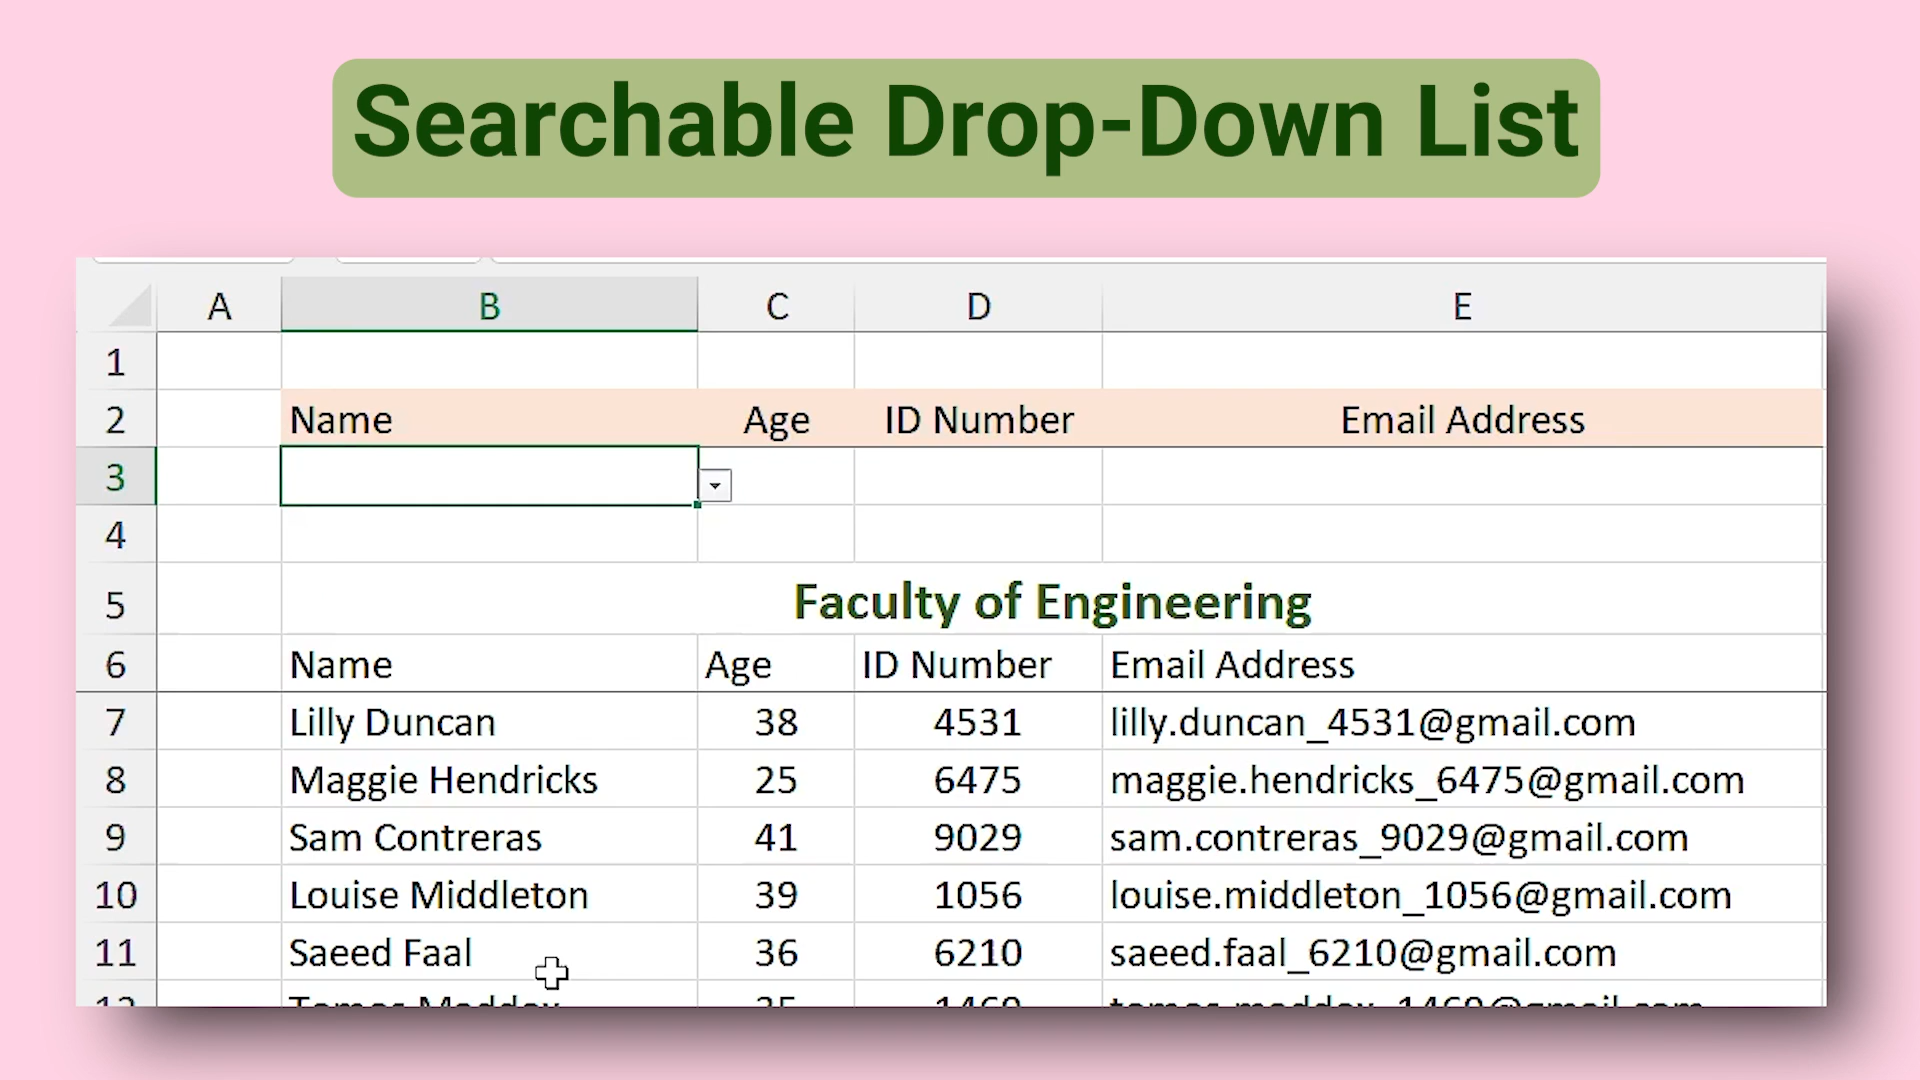 Searchable Drop-Down List
A B C D E
1
2 Name Age ID Number Email Address
3
4
5 Faculty of Engineering
6 Name Age ID Number Email Address
7 Lilly Duncan 38 4531 lilly.duncan_4531@gmail.com
8 Maggie Hendricks 25 6475 maggie.hendricks_6475@gmail.com
9 Sam Contreras 41 9029 sam.contreras_9029@gmail.com
10 Louise Middleton 39 1056 louise.middleton_1056@gmail.com
11 Saeed Faal 36 6210 saeed.faal_6210@gmail.com